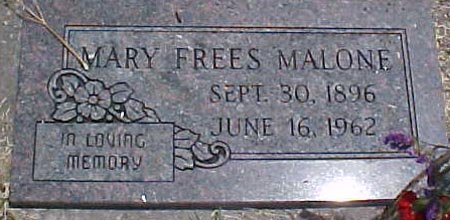 MARY FREES MALONE
SEPT. 30, 1896
JUNE 16, 1962
IN LOVING
MEMORY